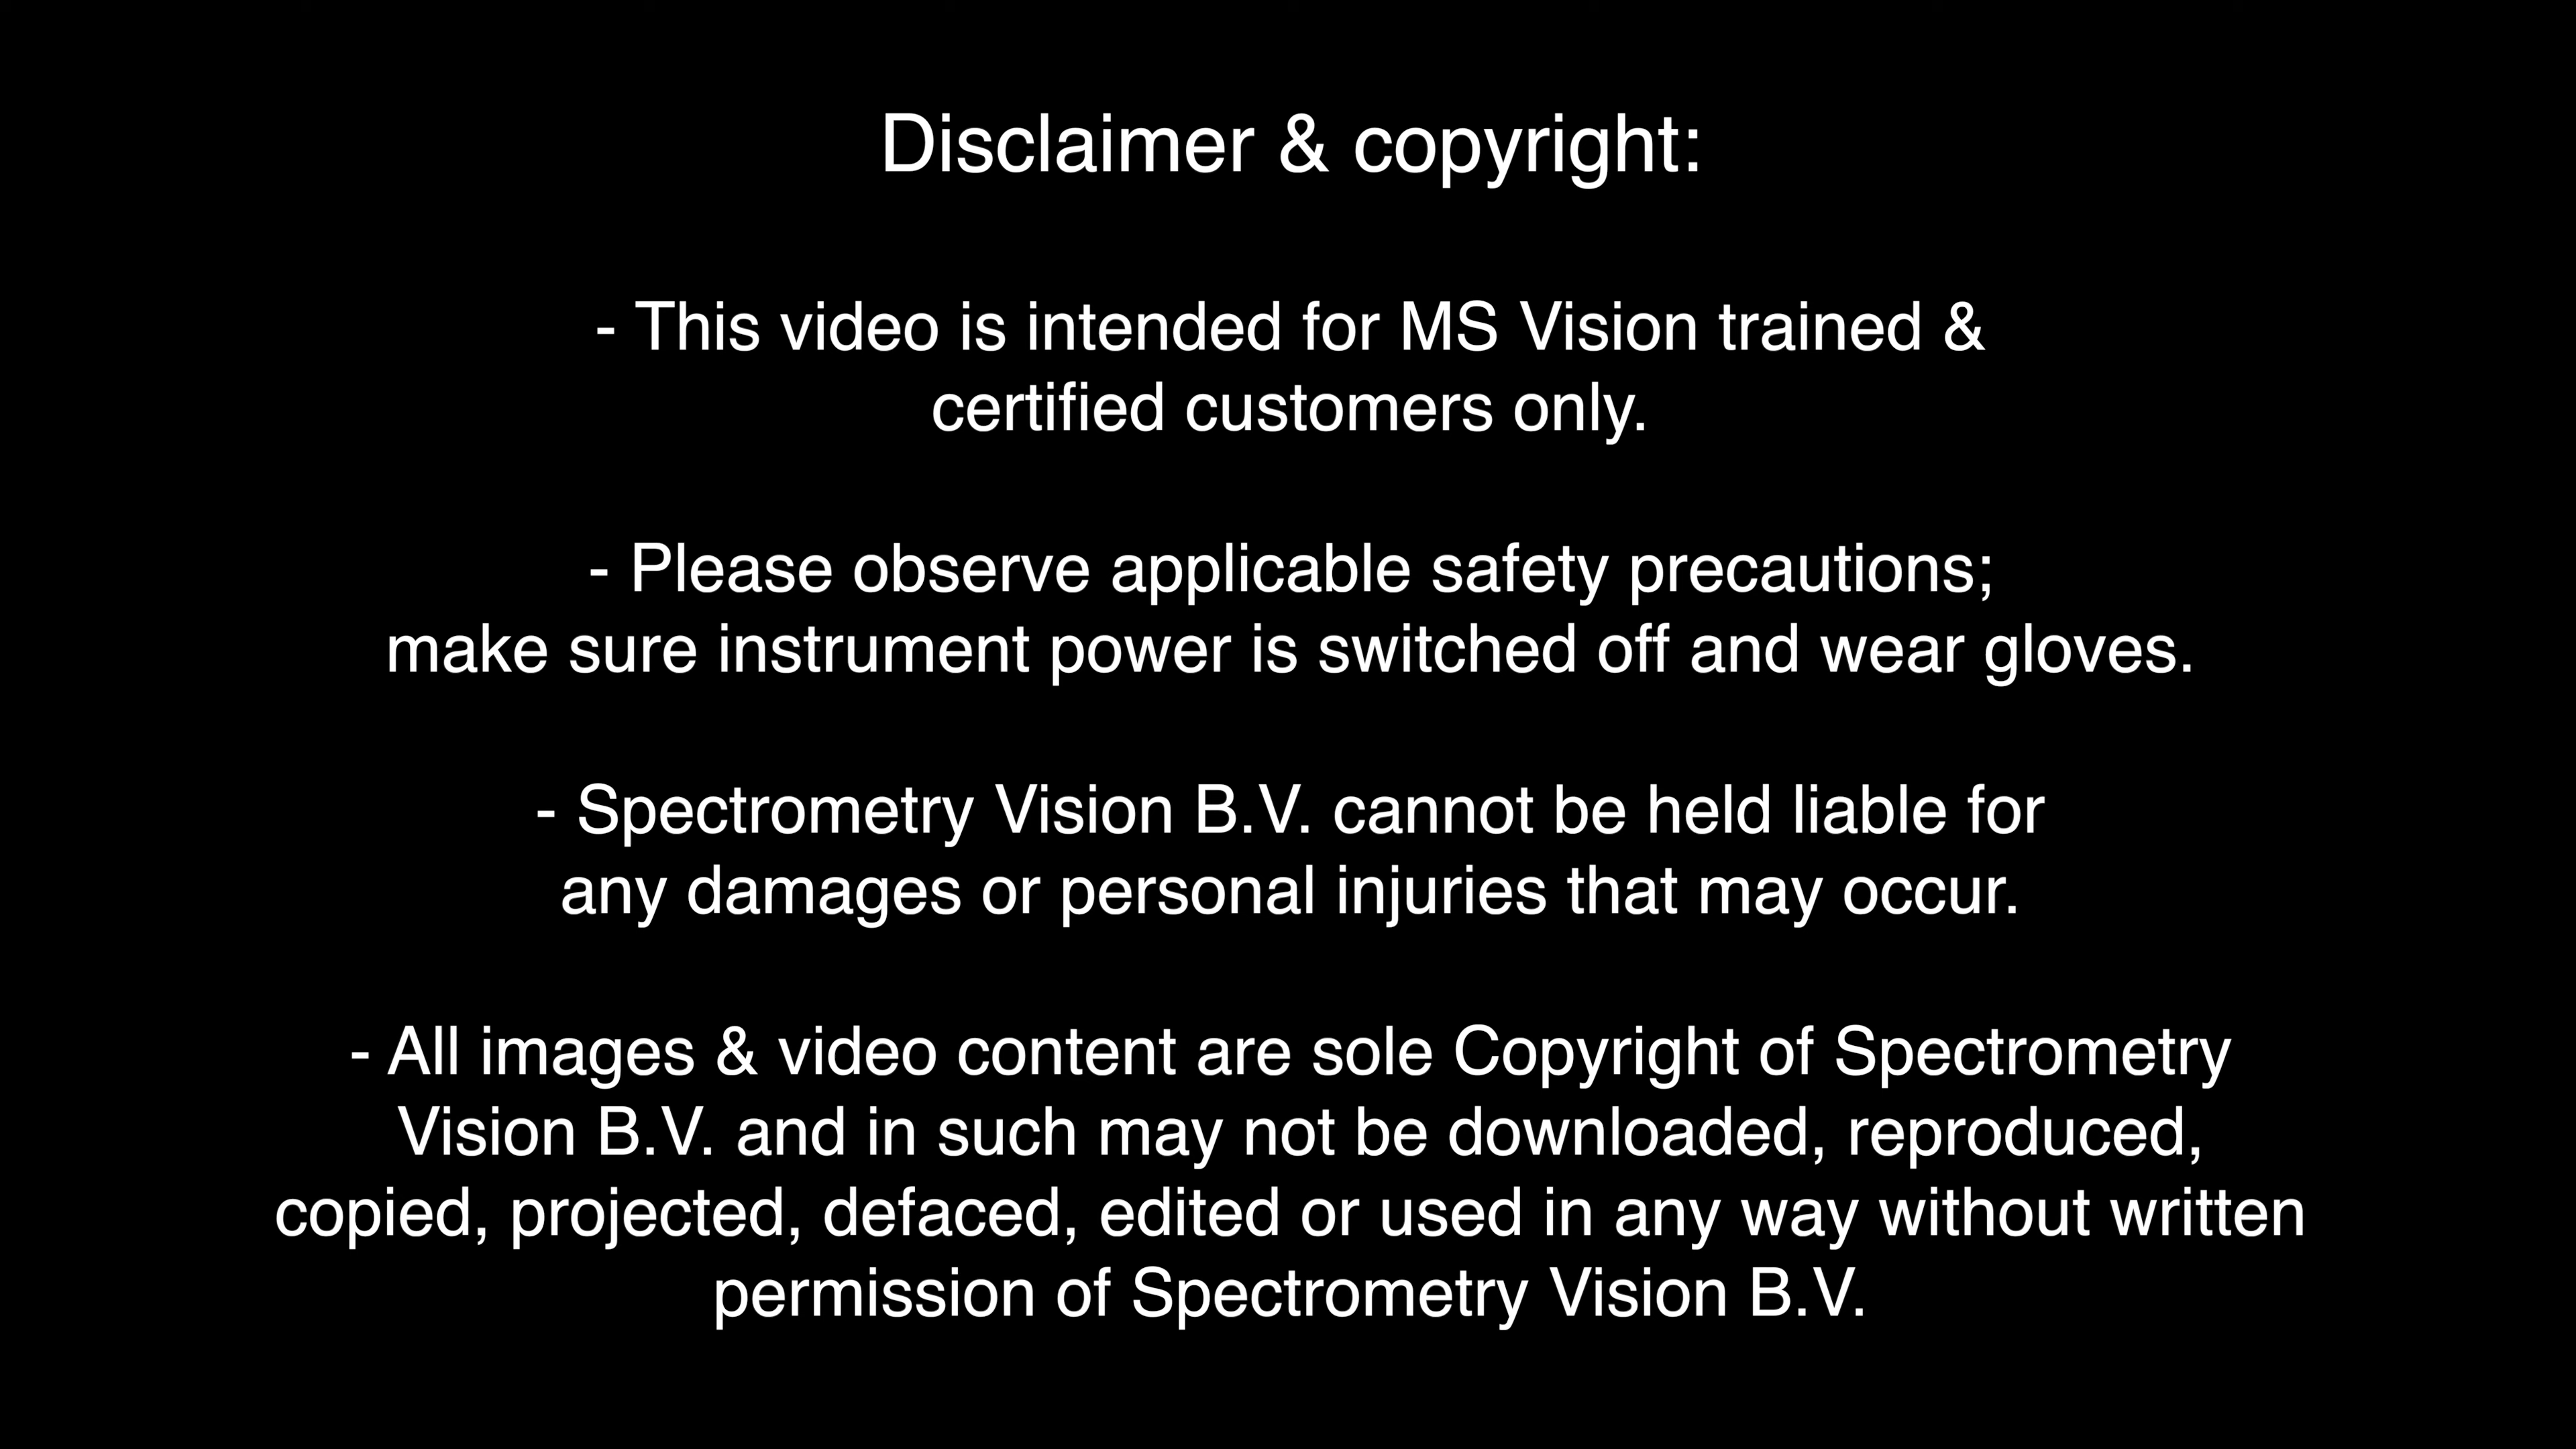 Disclaimer & copyright:
- This video is intended for MS Vision trained &
certified customers only.
- Please observe applicable safety precautions;
make sure instrument power is switched off and wear gloves.
- Spectrometry Vision B.V. cannot be held liable for
any damages or personal injuries that may occur.
- All images & video content are sole Copyright of Spectrometry
Vision B.V. and in such may not be downloaded, reproduced,
copied, projected, defaced, edited or used in any way without written
permission of Spectrometry Vision B.V.